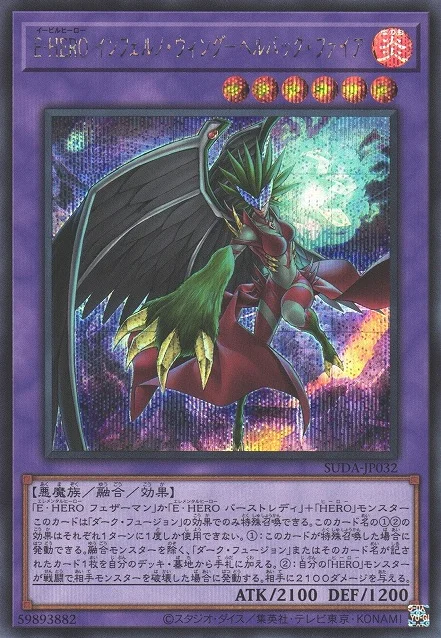 イービルヒーロー
E-HERO インフェルノ・ウィング－ヘルバック・ファイア
ほのお
炎
SUDA-JP032
【悪魔族／融合／効果】
「E・HERO フェザーマン」か「E・HERO バーストレディ」＋「HERO」モンスター
このカードは「ダーク・フュージョン」の効果でのみ特殊召喚できる。このカード名の①②の
効果はそれぞれ1ターンに1度しか使用できない。①：このカードが特殊召喚した場合に
発動できる。融合モンスターを除く、「ダーク・フュージョン」またはそのカード名が記さ
れたカード1枚を自分のデッキ・墓地から手札に加える。②：自分の「HERO」モンスター
が戦闘で相手モンスターを破壊した場合に発動する。相手に2100ダメージを与える。
ATK/2100 DEF/1200
59893882
©スタジオ・ダイス／集英社・テレビ東京・KONAMI